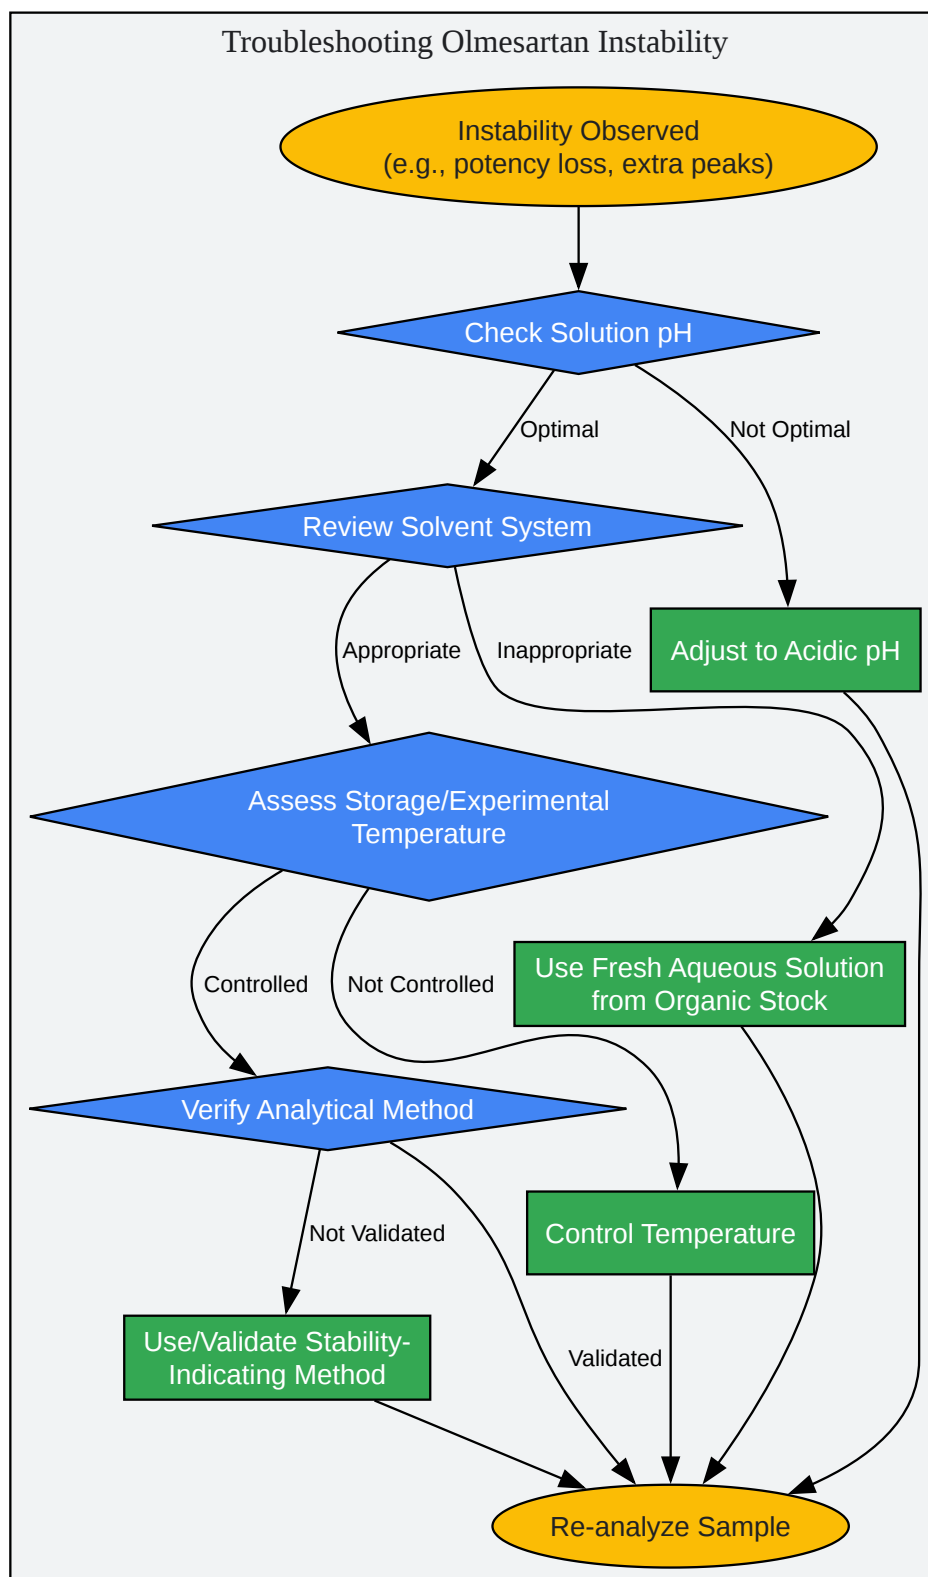 Troubleshooting Olmesartan Instability
Instability Observed
(e.g., potency loss, extra peaks)
Check Solution pH
Optimal
Not Optimal
Review Solvent System
Appropriate
Inappropriate
Adjust to Acidic pH
Assess Storage/Experimental
Temperature
Controlled
Not Controlled
Use Fresh Aqueous Solution
from Organic Stock
Verify Analytical Method
Not Validated
Control Temperature
Use/Validate Stability-
Indicating Method
Validated
Re-analyze Sample